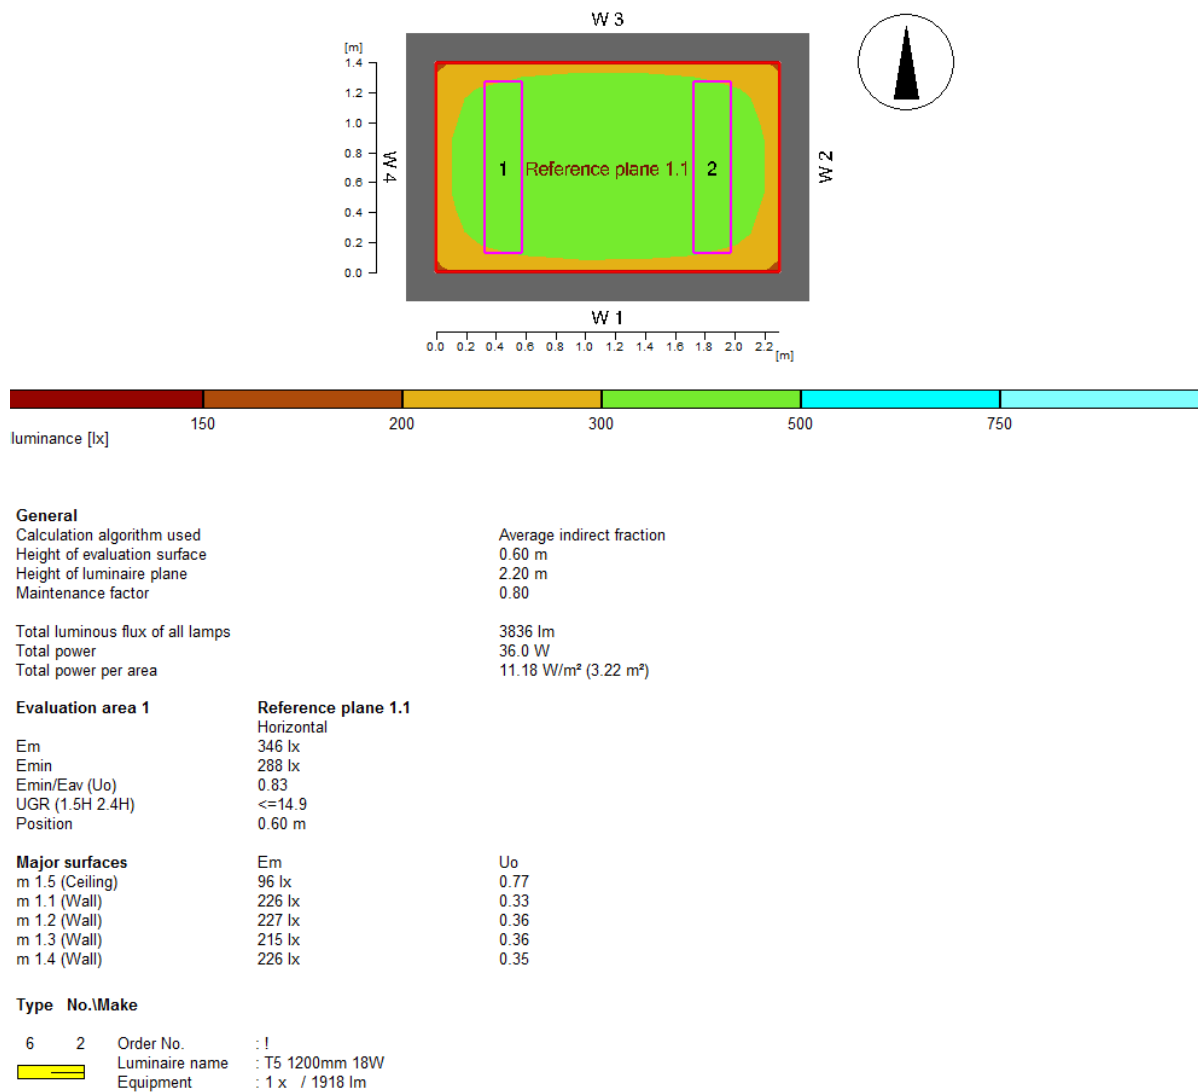 W 3
[m]
1.4
1.2
1.0
0.8
0.6
0.4
0.2
0.0
W 4
1 Reference plane 1.1 2
W 2
W 1
0.0 0.2 0.4 0.6 0.8 1.0 1.2 1.4 1.6 1.8 2.0 2.2
[m]
150 200 300 500 750
luminance [lx]
General
Calculation algorithm used Average indirect fraction
Height of evaluation surface 0.60 m
Height of luminaire plane 2.20 m
Maintenance factor 0.80
Total luminous flux of all lamps 3836 lm
Total power 36.0 W
Total power per area 11.18 W/m² (3.22 m²)
Evaluation area 1 Reference plane 1.1
Horizontal
Em 346 lx
Emin 288 lx
Emin/Eav (Uo) 0.83
UGR (1.5H 2.4H) <=14.9
Position 0.60 m
Major surfaces Em Uo
m 1.5 (Ceiling) 96 lx 0.77
m 1.1 (Wall) 226 lx 0.33
m 1.2 (Wall) 227 lx 0.36
m 1.3 (Wall) 215 lx 0.36
m 1.4 (Wall) 226 lx 0.35
Type No.\Make
6 2 Order No. : !
Luminaire name : T5 1200mm 18W
Equipment : 1 x / 1918 lm